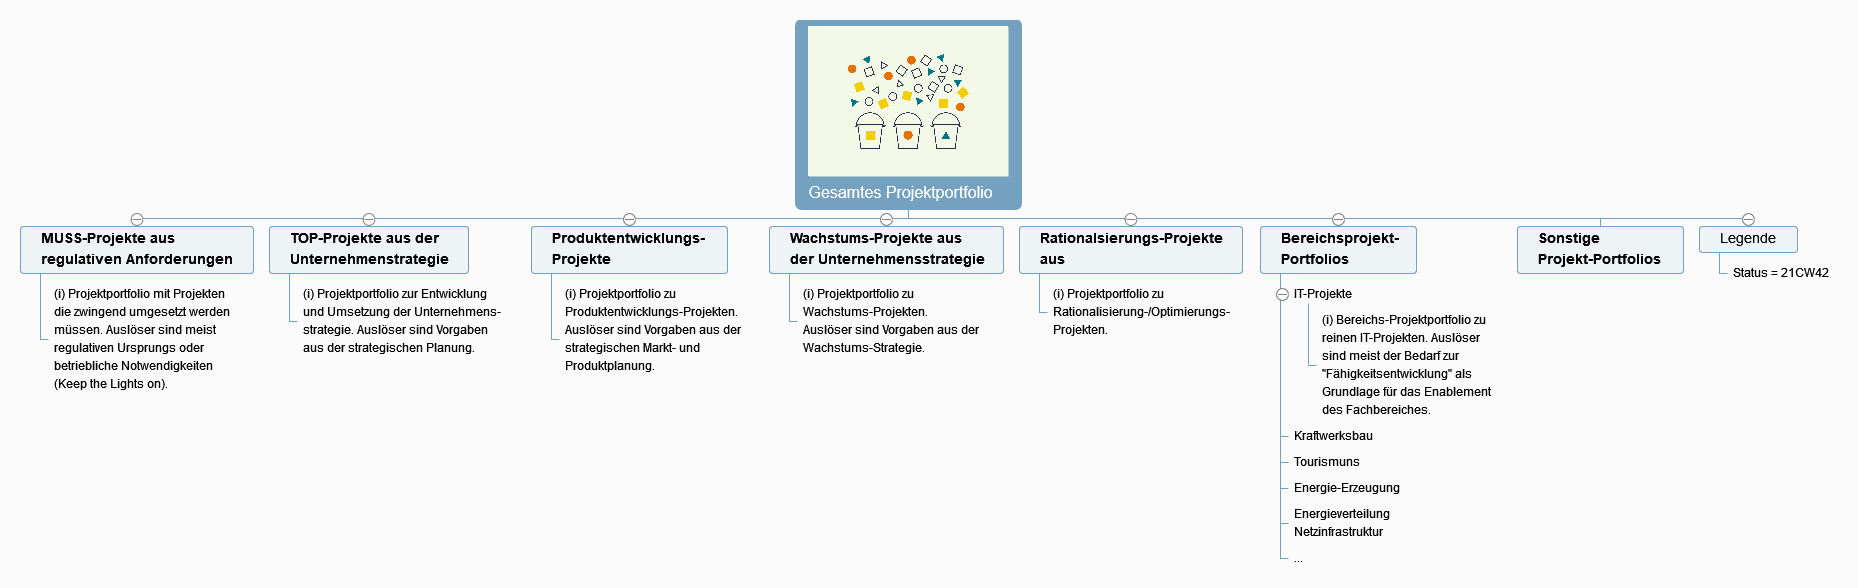 Gesamtes Projektportfolio
MUSS-Projekte aus
regulativen Anforderungen
(i) Projektportfolio mit Projekten
die zwingend umgesetzt werden
müssen. Auslöser sind meist
regulativen Ursprungs oder
betriebliche Notwendigkeiten
(Keep the Lights on).
TOP-Projekte aus der
Unternehmenstrategie
(i) Projektportfolio zur Entwicklung
und Umsetzung der Unternehmens-
strategie. Auslöser sind Vorgaben
aus der strategischen Planung.
Produktentwicklungs-
Projekte
(i) Projektportfolio zu
Produktentwicklungs-Projekten.
Auslöser sind Vorgaben aus der
strategischen Markt- und
Produktplanung.
Wachstums-Projekte aus
der Unternehmensstrategie
(i) Projektportfolio zu
Wachstums-Projekten.
Auslöser sind Vorgaben aus der
Wachstums-Strategie.
Rationalsierungs-Projekte
aus
(i) Projektportfolio zu
Rationalisierung-/Optimierungs-
Projekten.
Bereichsprojekt-
Portfolios
IT-Projekte
(i) Bereichs-Projektportfolio zu
reinen IT-Projekten. Auslöser
sind meist der Bedarf zur
"Fähigkeitsentwicklung" als
Grundlage für das Enablement
des Fachbereiches.
Kraftwerksbau
Tourismuns
Energie-Erzeugung
Energieverteilung
Netzinfrastruktur
...
Sonstige
Projekt-Portfolios
Legende
Status = 21CW42